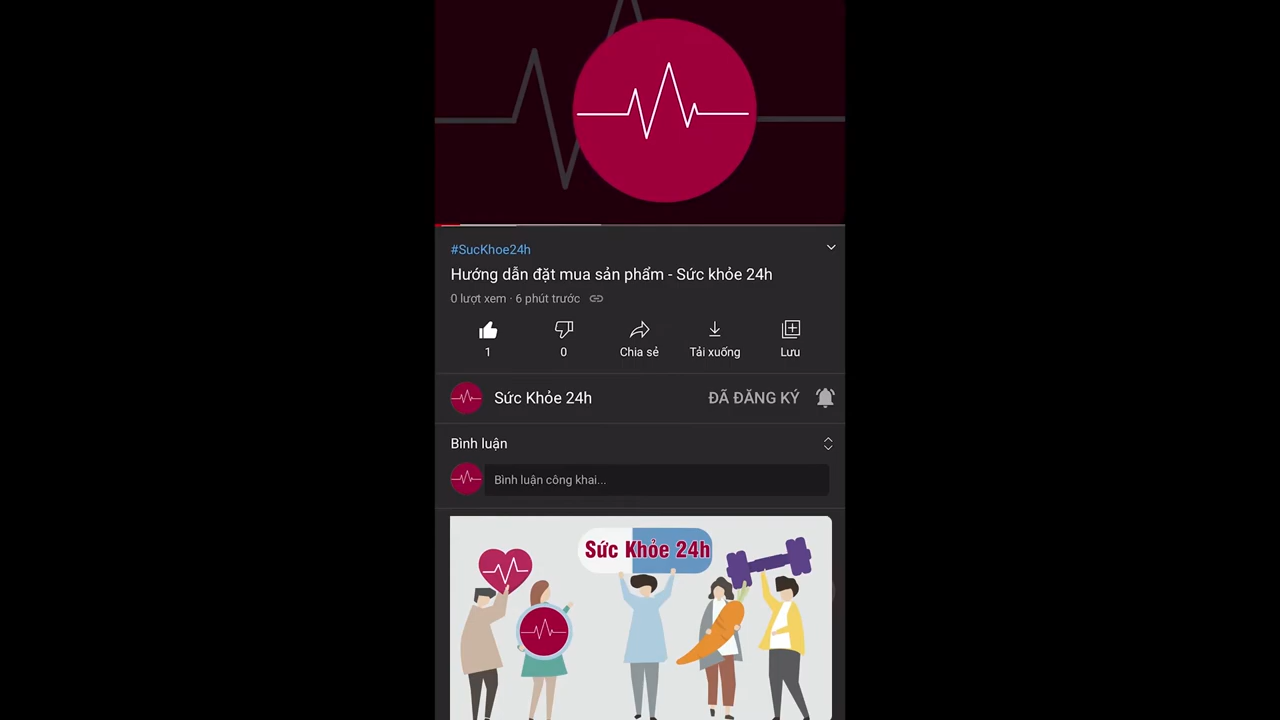 #SucKhoe24h
Hướng dẫn đặt mua sản phẩm - Sức khỏe 24h
0 lượt xem · 6 phút trước
1
0
Chia sẻ
Tải xuống
Lưu
Sức Khỏe 24h
ĐÃ ĐĂNG KÝ
Bình luận
Bình luận công khai...
Sức Khỏe 24h